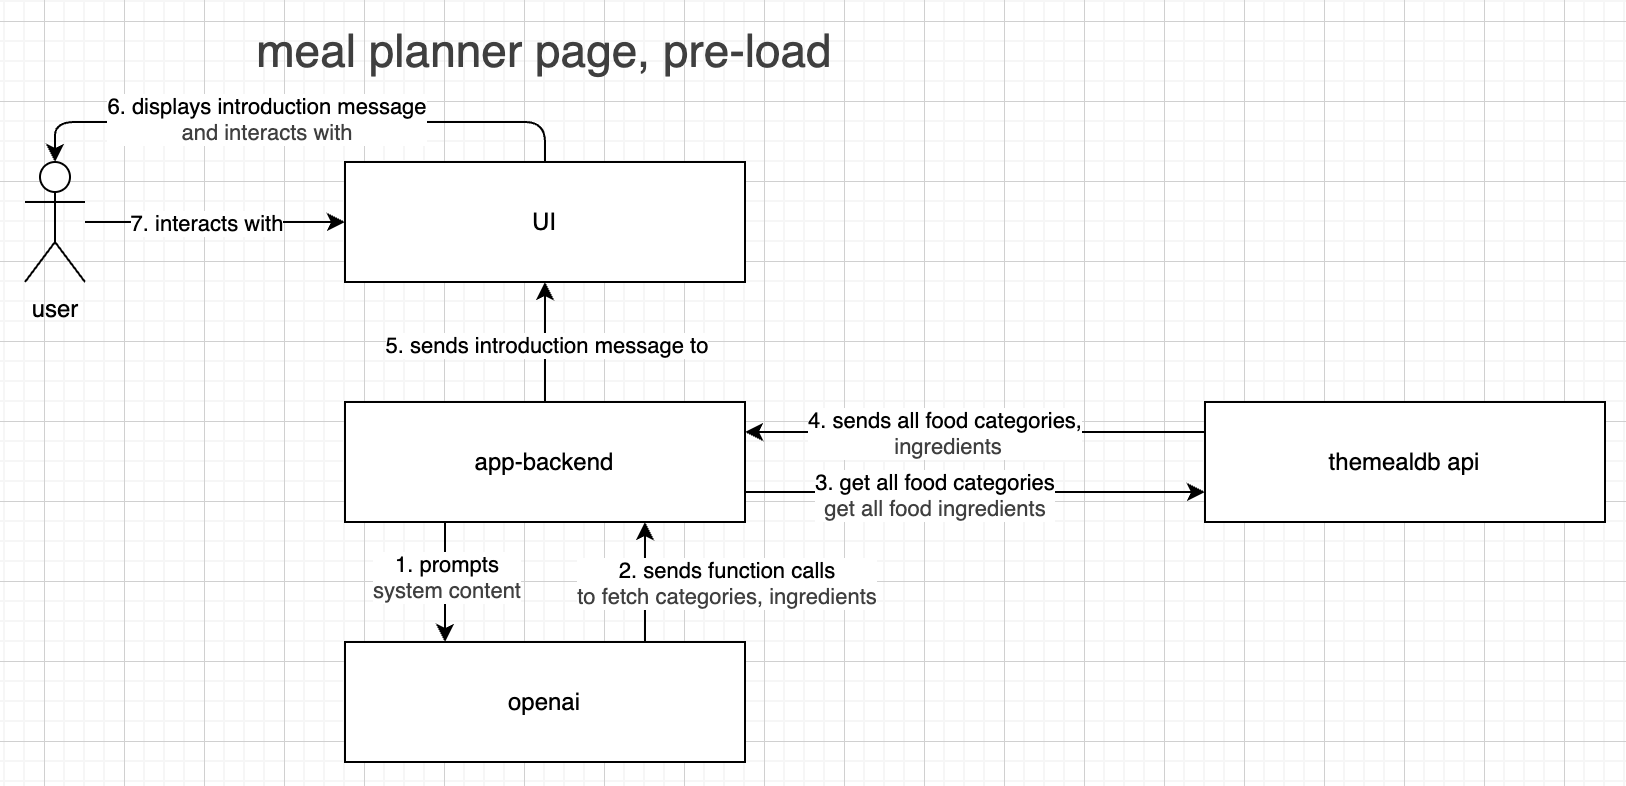 meal planner page, pre-load
6. displays introduction message
and interacts with
7. interacts with
UI
user
5. sends introduction message to
app-backend
4. sends all food categories,
ingredients
3. get all food categories
get all food ingredients
themealdb api
1. prompts
system content
2. sends function calls
to fetch categories, ingredients
openai